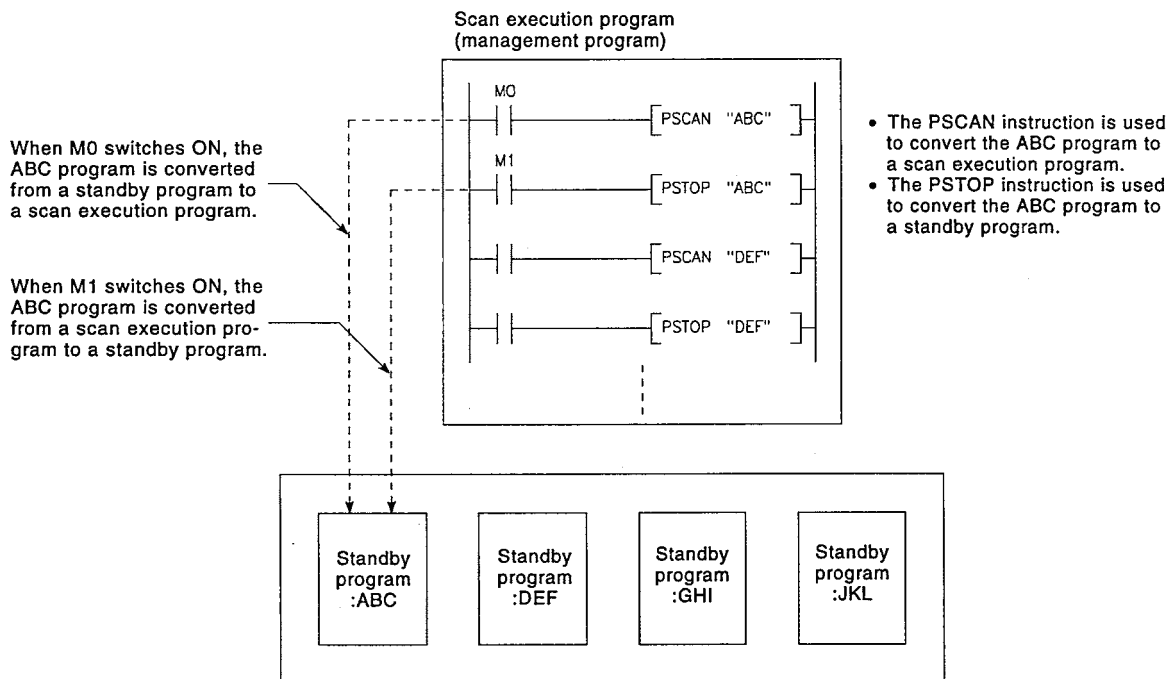 Scan execution program
(management program)
M0
PSCAN "ABC"
M1
PSTOP "ABC"
PSCAN "DEF"
PSTOP "DEF"
When M0 switches ON, the
ABC program is converted
from a standby program to
a scan execution program.
When M1 switches ON, the
ABC program is converted
from a scan execution pro-
gram to a standby program.
• The PSCAN instruction is used
to convert the ABC program to
a scan execution program.
• The PSTOP instruction is used
to convert the ABC program to
a standby program.
Standby
program
:ABC
Standby
program
:DEF
Standby
program
:GHI
Standby
program
:JKL